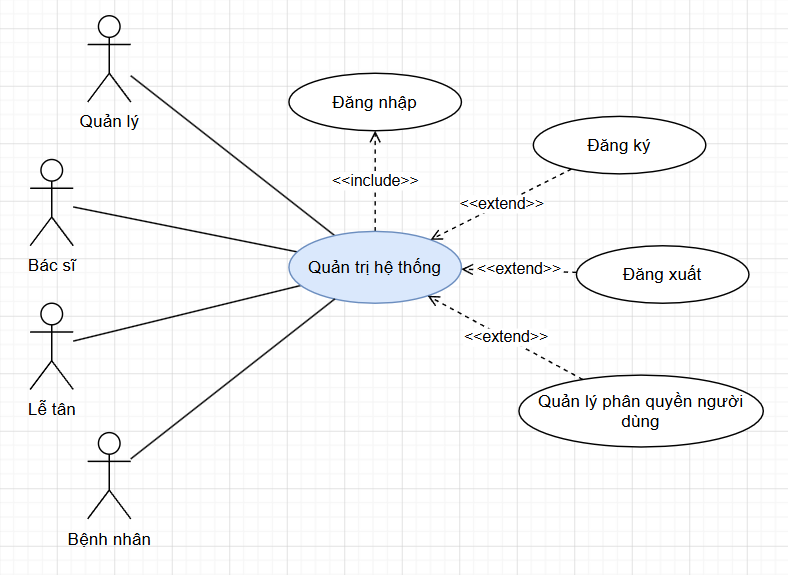 Quản lý
Đăng nhập
Đăng ký
<<include>>
<<extend>>
Bác sĩ
Quản trị hệ thống
<<extend>>
Đăng xuất
Lễ tân
<<extend>>
Quản lý phân quyền người
dùng
Bệnh nhân